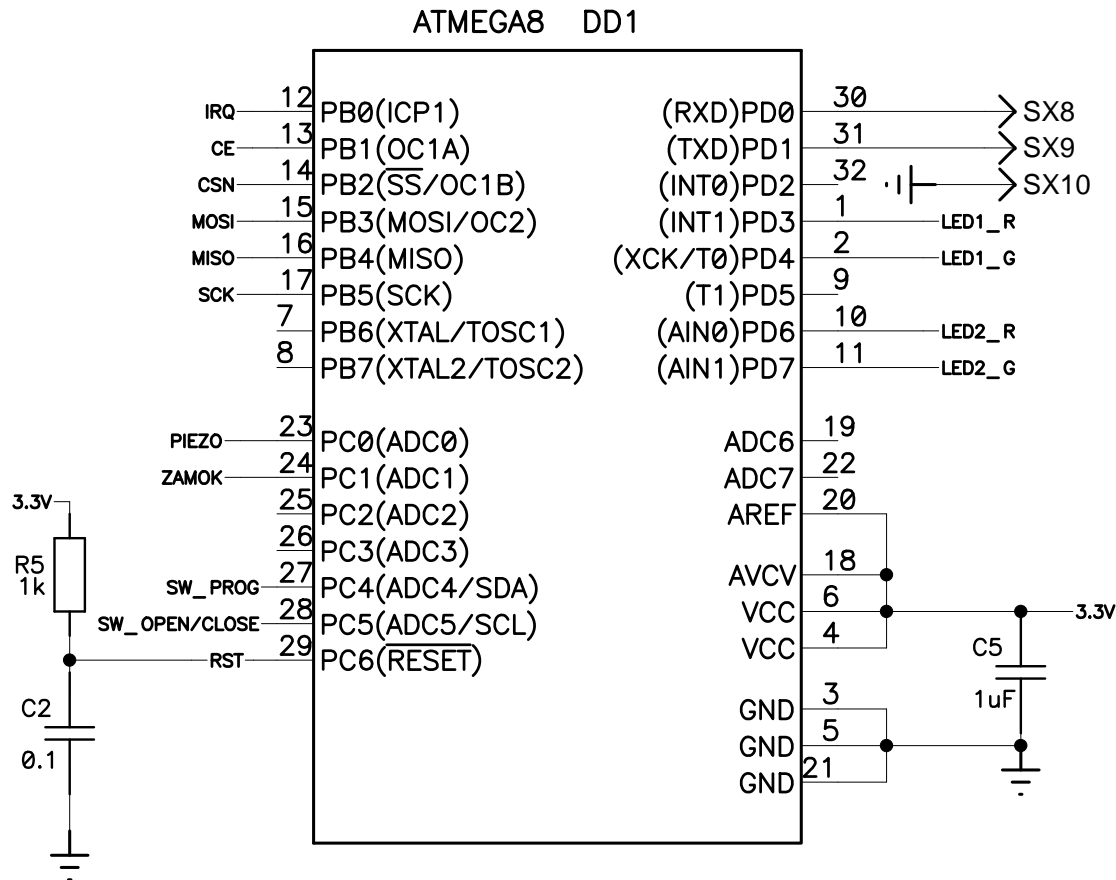 ATMEGA8 DD1
IRQ 12 PB0(ICP1) (RXD)PD0 30 SX8
CE 13 PB1(OC1A) (TXD)PD1 31 SX9
CSN 14 PB2(SS/OC1B) (INT0)PD2 32 SX10
MOSI 15 PB3(MOSI/OC2) (INT1)PD3 1 LED1_R
MISO 16 PB4(MISO) (XCK/T0)PD4 2 LED1_G
SCK 17 PB5(SCK) (T1)PD5 9
7 PB6(XTAL/TOSC1) (AIN0)PD6 10 LED2_R
8 PB7(XTAL2/TOSC2) (AIN1)PD7 11 LED2_G
PIEZO 23 PC0(ADC0) ADC6 19
ZAMOK 24 PC1(ADC1) ADC7 22
3.3V 25 PC2(ADC2) AREF 20
26 PC3(ADC3)
R5
1k
AVCV 18
SW_PROG 27 PC4(ADC4/SDA)
VCC 6 3.3V
SW_OPEN/CLOSE 28 PC5(ADC5/SCL)
VCC 4
RST 29 PC6(RESET)
C5
1uF
C2
0.1
GND 3
GND 5
GND 21